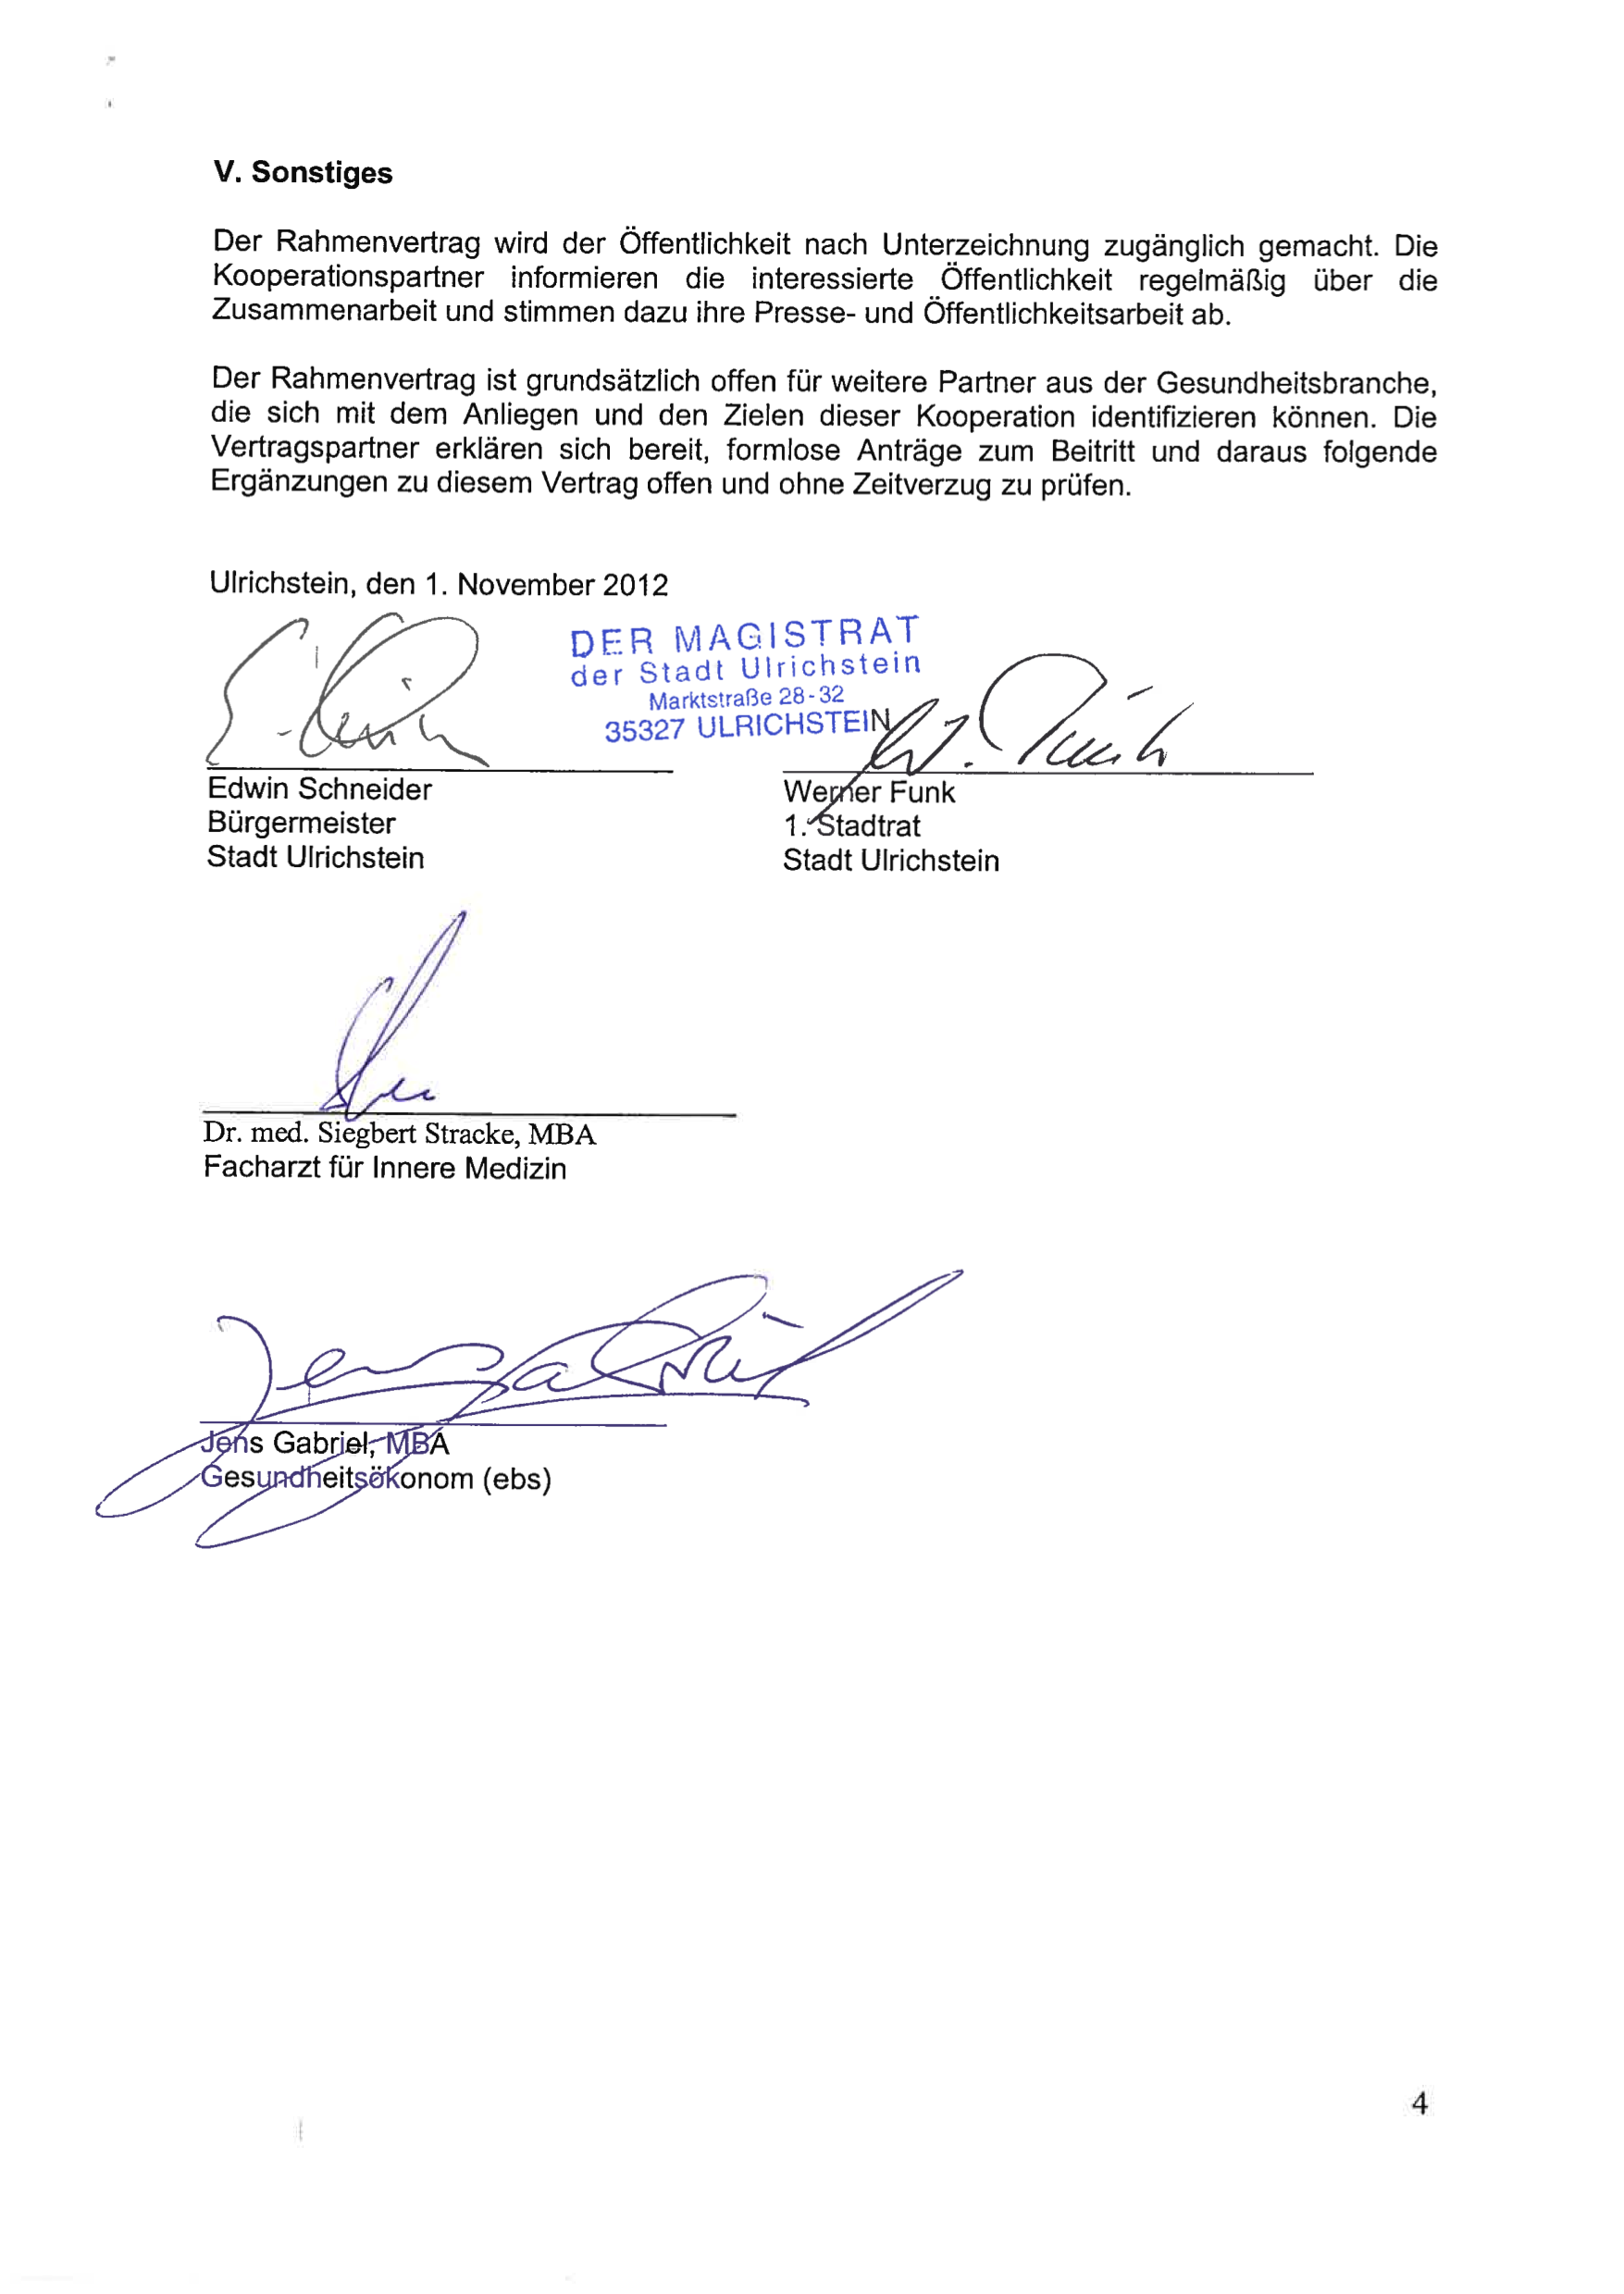 V. Sonstiges
Der Rahmenvertrag wird der Öffentlichkeit nach Unterzeichnung zugänglich gemacht. Die
Kooperationspartner informieren die interessierte Öffentlichkeit regelmäßig über die
Zusammenarbeit und stimmen dazu ihre Presse- und Öffentlichkeitsarbeit ab.
Der Rahmenvertrag ist grundsätzlich offen für weitere Partner aus der Gesundheitsbranche,
die sich mit dem Anliegen und den Zielen dieser Kooperation identifizieren können. Die
Vertragspartner erklären sich bereit, formlose Anträge zum Beitritt und daraus folgende
Ergänzungen zu diesem Vertrag offen und ohne Zeitverzug zu prüfen.
Ulrichstein, den 1. November 2012
DER MAGISTRAT
der Stadt Ulrichstein
Marktstraße 28-32
35327 ULRICHSTEIN
Edwin Schneider
Bürgermeister
Stadt Ulrichstein
Werner Funk
1. Stadtrat
Stadt Ulrichstein
Dr. med. Siegbert Stracke, MBA
Facharzt für Innere Medizin
Jens Gabriel
Jens Gabriel, MBA
Gesundheitsökonom (ebs)
4